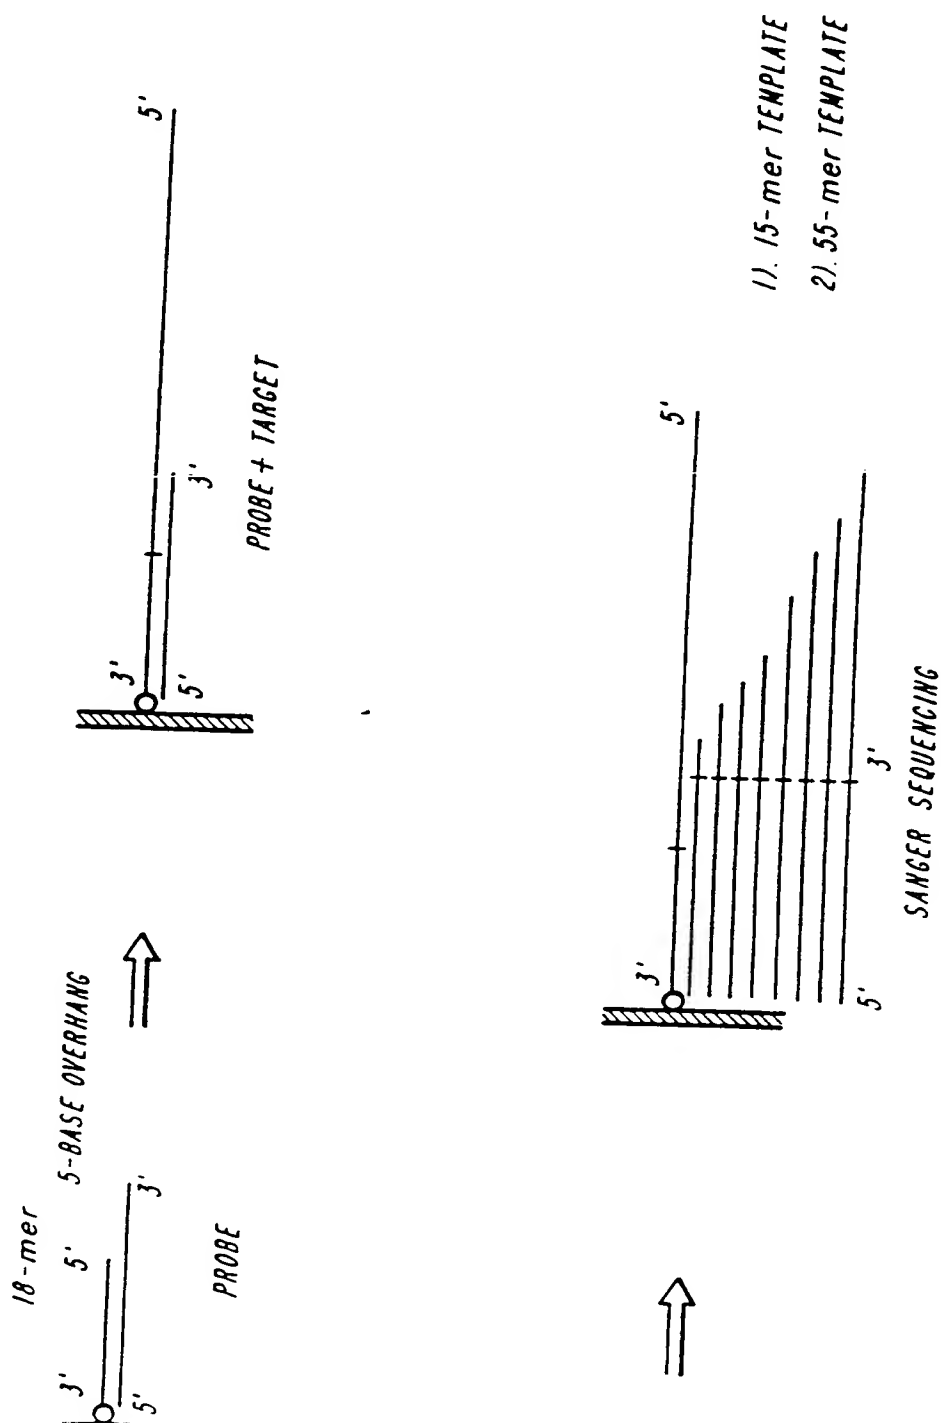 18-mer
3' 5' 5-BASE OVERHANG
5' 3'
PROBE
3' 5'
5' 3'
PROBE + TARGET
3' 5'
5' 3'
SANGER SEQUENCING
1). 15-mer TEMPLATE
2). 55-mer TEMPLATE